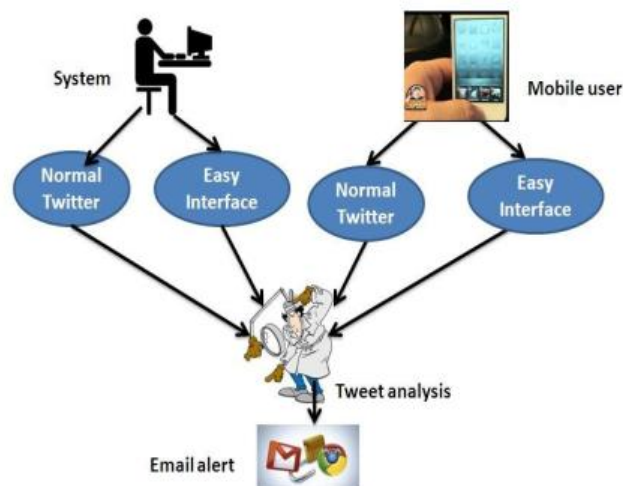 System
Mobile user
Normal
Twitter
Easy
Interface
Normal
Twitter
Easy
Interface
Tweet analysis
Email alert